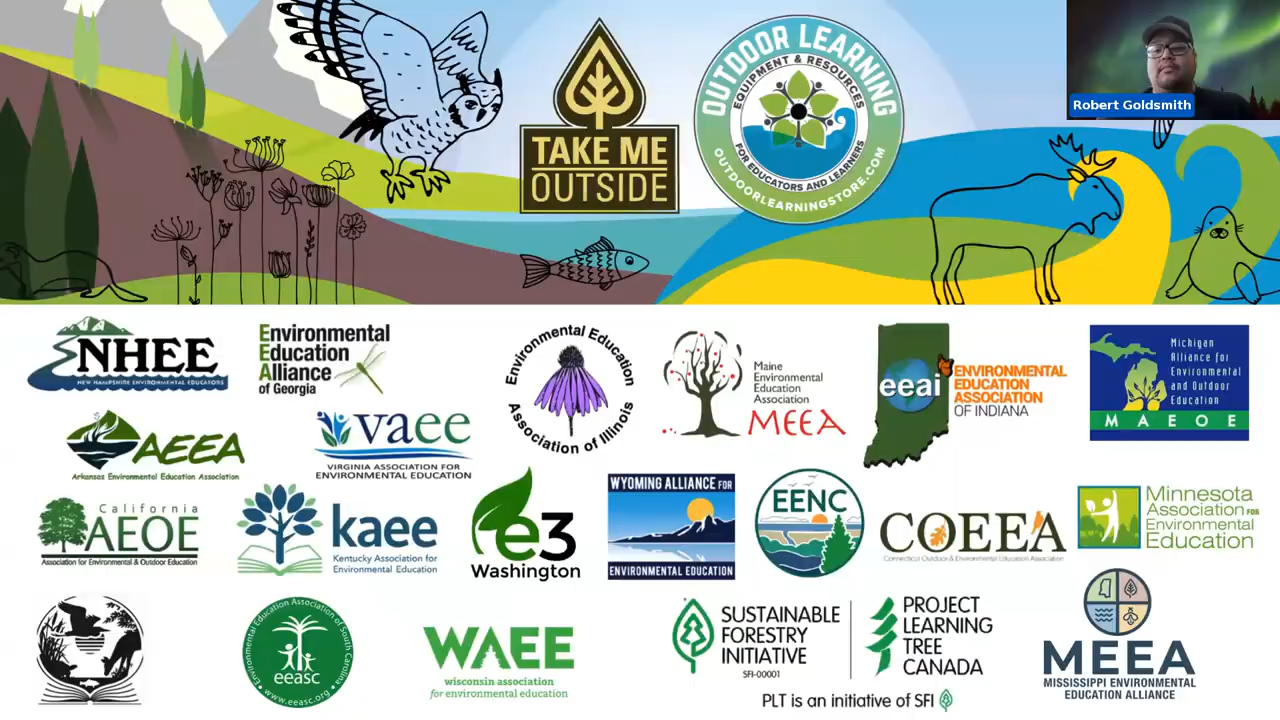 TAKE ME
OUTSIDE
OUTDOOR LEARNING
EQUIPMENT & RESOURCES
FOR EDUCATORS AND LEARNERS
OUTDOORLEARNINGSTORE.COM
Robert Goldsmith
NHEE
NEW HAMPSHIRE ENVIRONMENTAL EDUCATORS
Environmental
Education
Alliance
of Georgia
Environmental Education
Association of Illinois
Maine
Environmental
Education
Association
MEEA
eeai
ENVIRONMENTAL
EDUCATION
ASSOCIATION
OF INDIANA
Michigan
Alliance for
Environmental
and Outdoor
Education
MAEOE
AEEA
Arkansas Environmental Education Association
vaee
VIRGINIA ASSOCIATION FOR
ENVIRONMENTAL EDUCATION
California
AEOE
Association for Environmental & Outdoor Education
kaee
Kentucky Association for
Environmental Education
e3
Washington
WYOMING ALLIANCE FOR
ENVIRONMENTAL EDUCATION
EENC
COEEA
Connecticut Outdoor & Environmental Education Association
Minnesota
Association FOR
Environmental
Education
Environmental Education Association of South Carolina
eeasc
www.eeasc.org
WAEE
wisconsin association
for environmental education
SUSTAINABLE
FORESTRY
INITIATIVE
SFI-00001
PROJECT
LEARNING
TREE
CANADA
PLT is an initiative of SFI
MEEA
MISSISSIPPI ENVIRONMENTAL
EDUCATION ALLIANCE